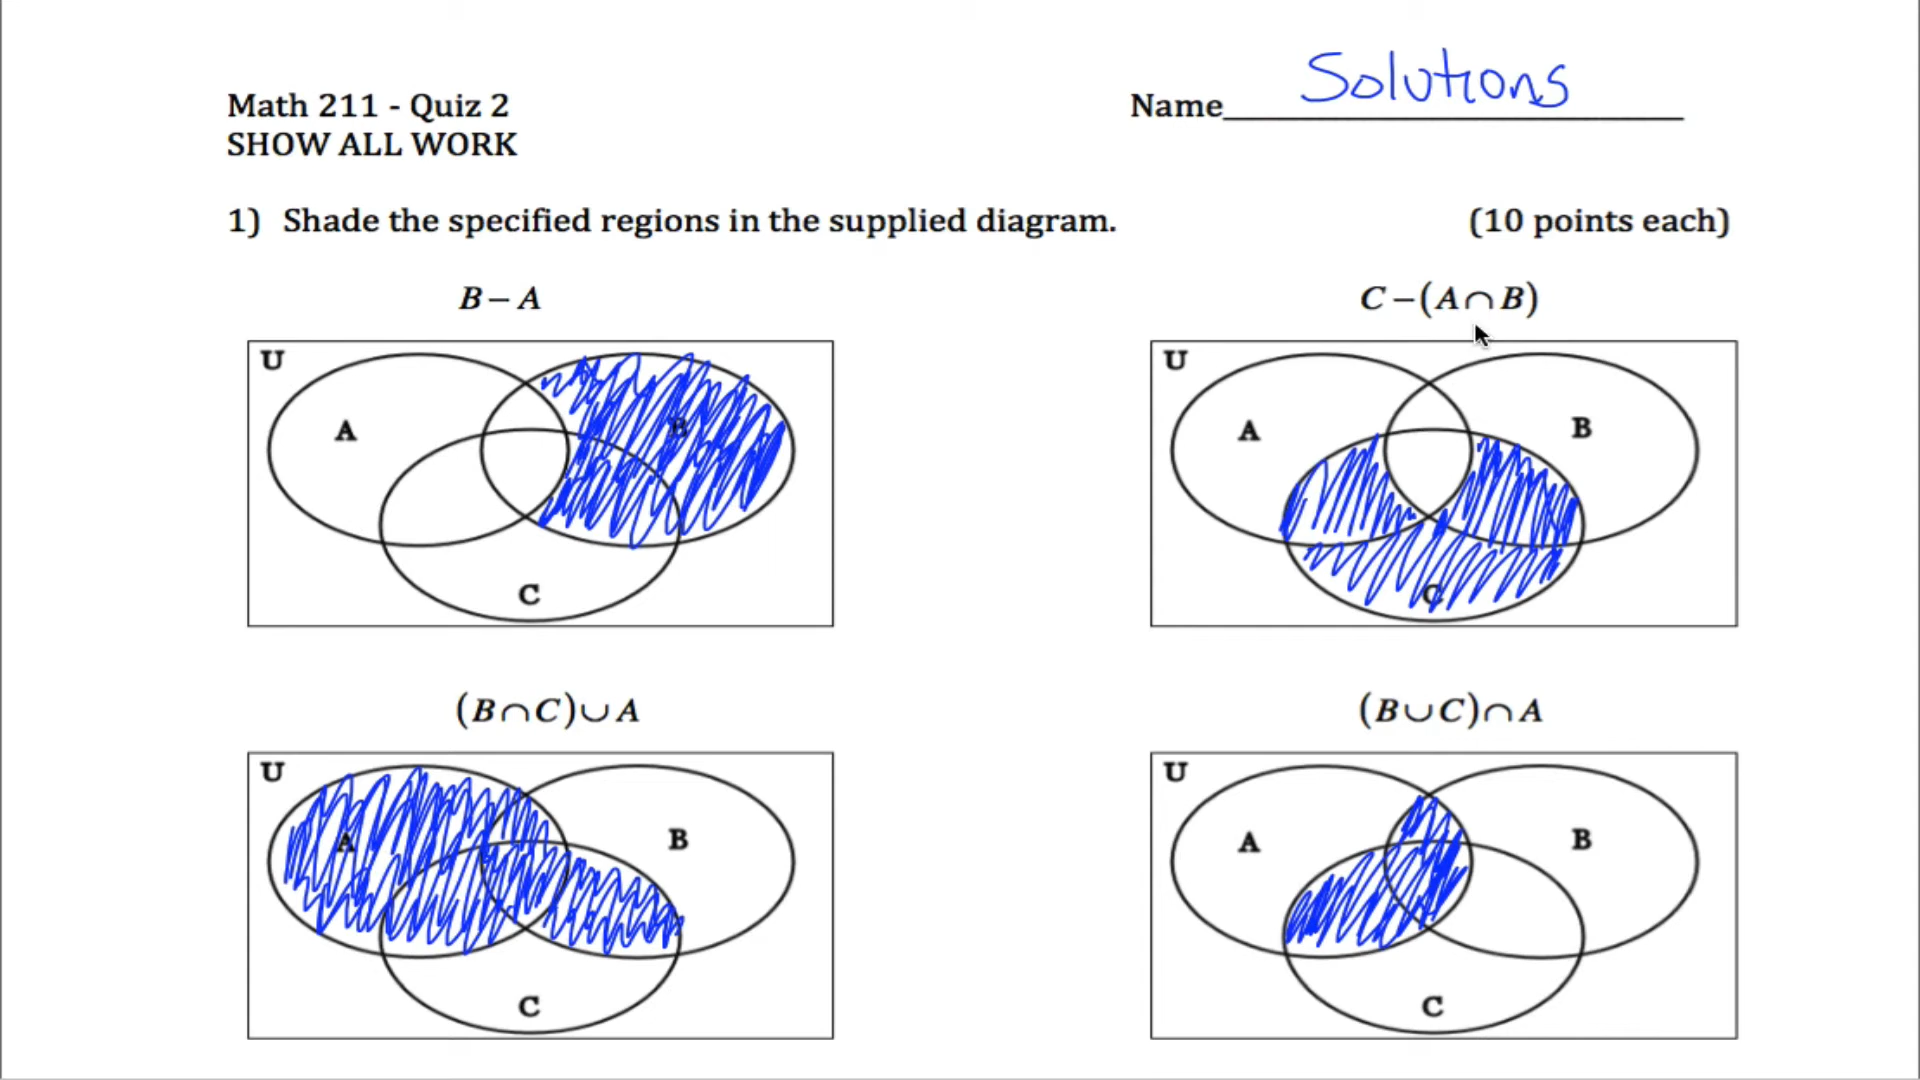 Math 211 - Quiz 2
Name Solutions
SHOW ALL WORK
1) Shade the specified regions in the supplied diagram. (10 points each)
B – A
C – (A ∩ B)
U
A
B
C
U
A
B
C
(B ∩ C) ∪ A
(B ∪ C) ∩ A
U
A
B
C
U
A
B
C